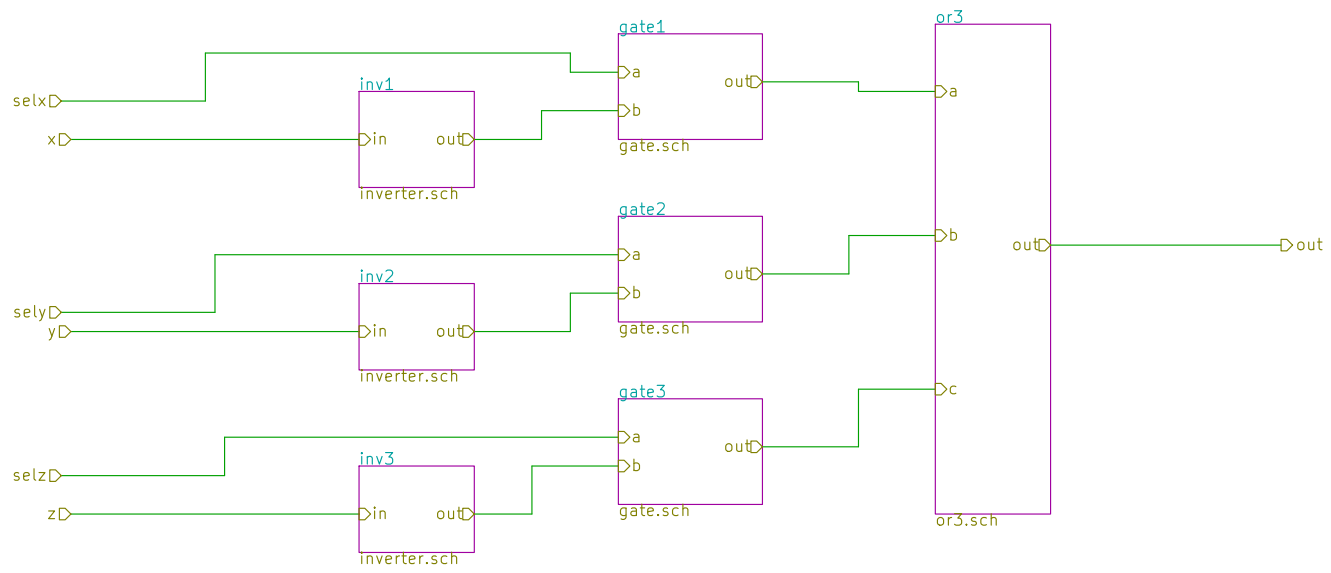 or3
gate1
a
out
inv1
a
selx
b
x
in
out
gate.sch
inverter.sch
gate2
b
out
out
a
out
inv2
b
sely
y
in
out
gate.sch
inverter.sch
gate3
c
a
out
inv3
b
selz
z
in
out
gate.sch
or3.sch
inverter.sch